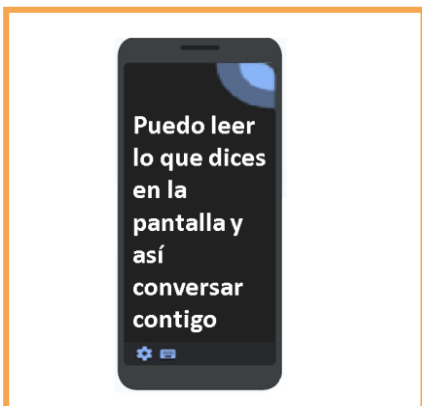 Puedo leer
lo que dices
en la
pantalla y
así
conversar
contigo